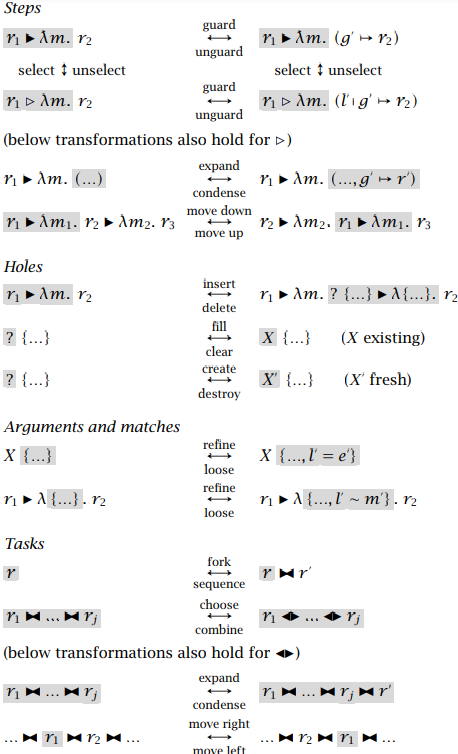 Steps
guard
r₁ ▶ λm. r₂ ⟷ r₁ ▶ λm. (g′ ↦ r₂)
unguard
select ↕ unselect select ↕ unselect
guard
r₁ ▷ λm. r₂ ⟷ r₁ ▷ λm. (l′ ı g′ ↦ r₂)
unguard
(below transformations also hold for ▷)
expand
r₁ ▶ λm. (...) ⟷ r₁ ▶ λm. (..., g′ ↦ r′)
condense
move down
r₁ ▶ λm₁. r₂ ▶ λm₂. r₃ ⟷ r₂ ▶ λm₂. r₁ ▶ λm₁. r₃
move up
Holes
insert
r₁ ▶ λm. r₂ ⟷ r₁ ▶ λm. ? {...} ▶ λ{...}. r₂
delete
fill
? {...} ⟷ X {...} (X existing)
clear
create
? {...} ⟷ X′ {...} (X′ fresh)
destroy
Arguments and matches
refine
X {...} ⟷ X {..., l′ = e′}
loose
refine
r₁ ▶ λ{...}. r₂ ⟷ r₁ ▶ λ{..., l′ ~ m′}. r₂
loose
Tasks
fork
r ⟷ r ⧓ r′
sequence
choose
r₁ ⧓ ... ⧓ rⱼ ⟷ r₁ ◀▶ ... ◀▶ rⱼ
combine
(below transformations also hold for ◀▶)
expand
r₁ ⧓ ... ⧓ rⱼ ⟷ r₁ ⧓ ... ⧓ rⱼ ⧓ r′
condense
move right
... ⧓ r₁ ⧓ r₂ ⧓ ... ⟷ ... ⧓ r₂ ⧓ r₁ ⧓ ...
move left